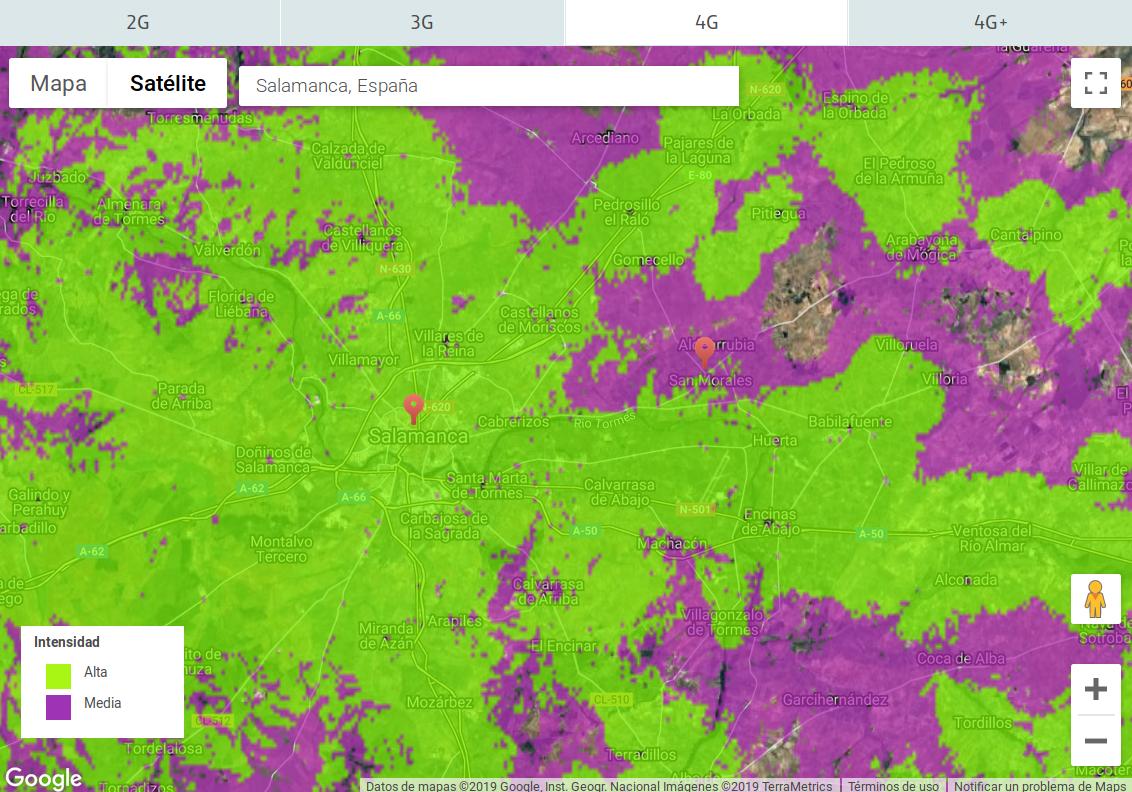 2G
3G
4G
4G+
la Guareña
Mapa
Satélite
Salamanca, España
60
N-620
Espino de
la Orbada
La Orbada
Torresmenudas
Arcediano
Calzada de
Valdunciel
Pajares de
la Laguna
El Pedroso
de la Armuña
E-80
Juzbado
Torrecilla
del Río
Almenara
de Tormes
Pedrosillo
el Ralo
Pitiegua
Castellanos
de Villiquera
Cantalpino
Arabayona
de Mógica
Valverdón
Gomecello
N-630
Florida de
Liébana
A-66
Castellanos
de Moriscos
Villares de
la Reina
Villamayor
Aldearrubia
Villoruela
San Morales
Villoria
CL-517
Parada
de Arriba
N-620
Cabrerizos
Río Tormes
Babilafuente
Salamanca
Huerta
Doñinos de
Salamanca
Santa Marta
de Tormes
Calvarrasa
de Abajo
Villar de
Gallimazo
A-62
A-66
Galindo y
Perahuy
N-501
Encinas
de Abajo
Carbajosa de
la Sagrada
A-50
A-50
Ventosa del
Río Almar
arbadillo
Montalvo
Tercero
Machacón
A-62
Calvarrasa
de Arriba
Alconada
Villagonzalo
de Tormes
Arapiles
Miranda
de Azán
El Encinar
Coca de Alba
Intensidad
Alta
Media
Mozárbez
CL-510
Garcihernández
CL-512
Tordillos
Tordelalosa
Terradillos
Macoter
Google
Datos de mapas ©2019 Google, Inst. Geogr. Nacional Imágenes ©2019 TerraMetrics
Términos de uso
Notificar un problema de Maps